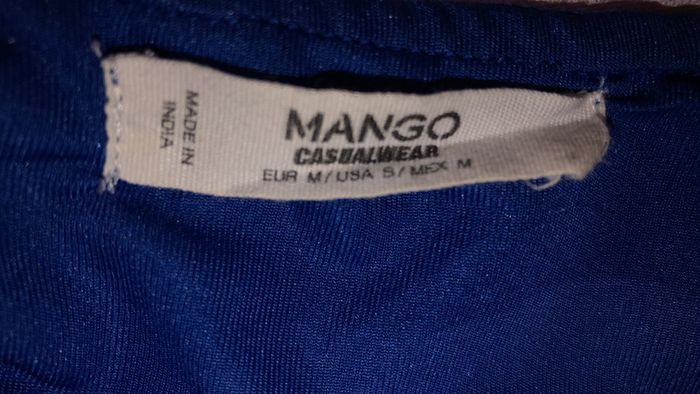 MADE IN
INDIA
MANGO
CASUALWEAR
EUR M/USA S/MEX M